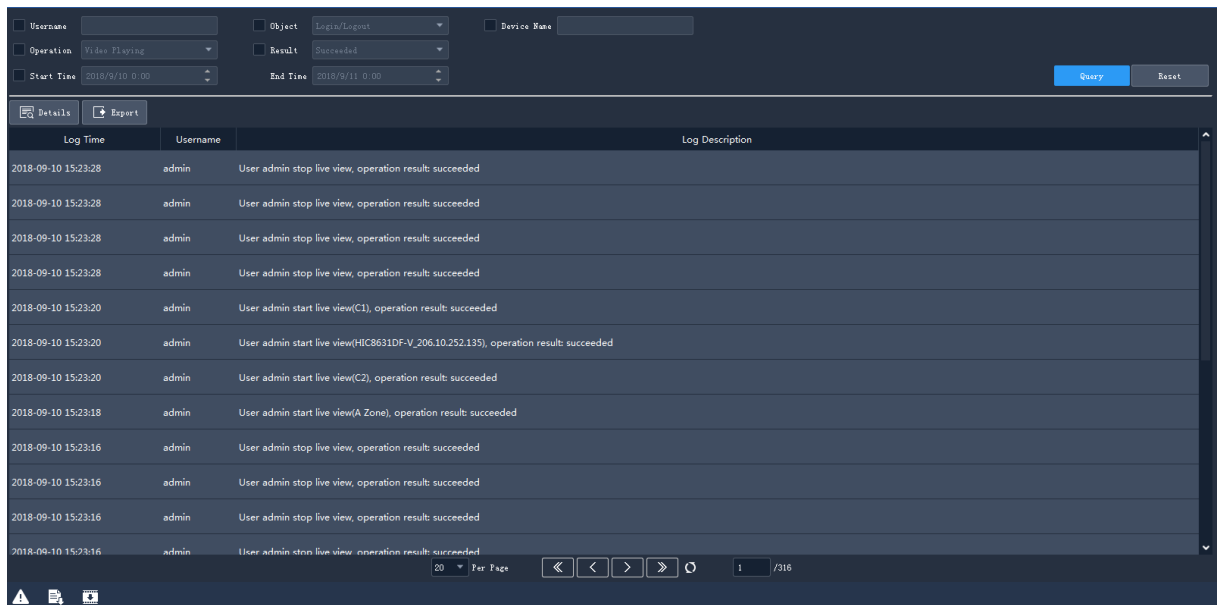 Username Object Login/Logout Device Name
Operation Video Playing Result Succeeded
Start Time 2018/9/10 0:00 End Time 2018/9/11 0:00 Query Reset
Details Export
Log Time Username Log Description
2018-09-10 15:23:28 admin User admin stop live view, operation result: succeeded
2018-09-10 15:23:28 admin User admin stop live view, operation result: succeeded
2018-09-10 15:23:28 admin User admin stop live view, operation result: succeeded
2018-09-10 15:23:28 admin User admin stop live view, operation result: succeeded
2018-09-10 15:23:20 admin User admin start live view(C1), operation result: succeeded
2018-09-10 15:23:20 admin User admin start live view(HIC8631DF-V_206.10.252.135), operation result: succeeded
2018-09-10 15:23:20 admin User admin start live view(C2), operation result: succeeded
2018-09-10 15:23:18 admin User admin start live view(A Zone), operation result: succeeded
2018-09-10 15:23:16 admin User admin stop live view, operation result: succeeded
2018-09-10 15:23:16 admin User admin stop live view, operation result: succeeded
2018-09-10 15:23:16 admin User admin stop live view, operation result: succeeded
2018-09-10 15:23:16 admin User admin stop live view, operation result: succeeded
20 Per Page 1 /316